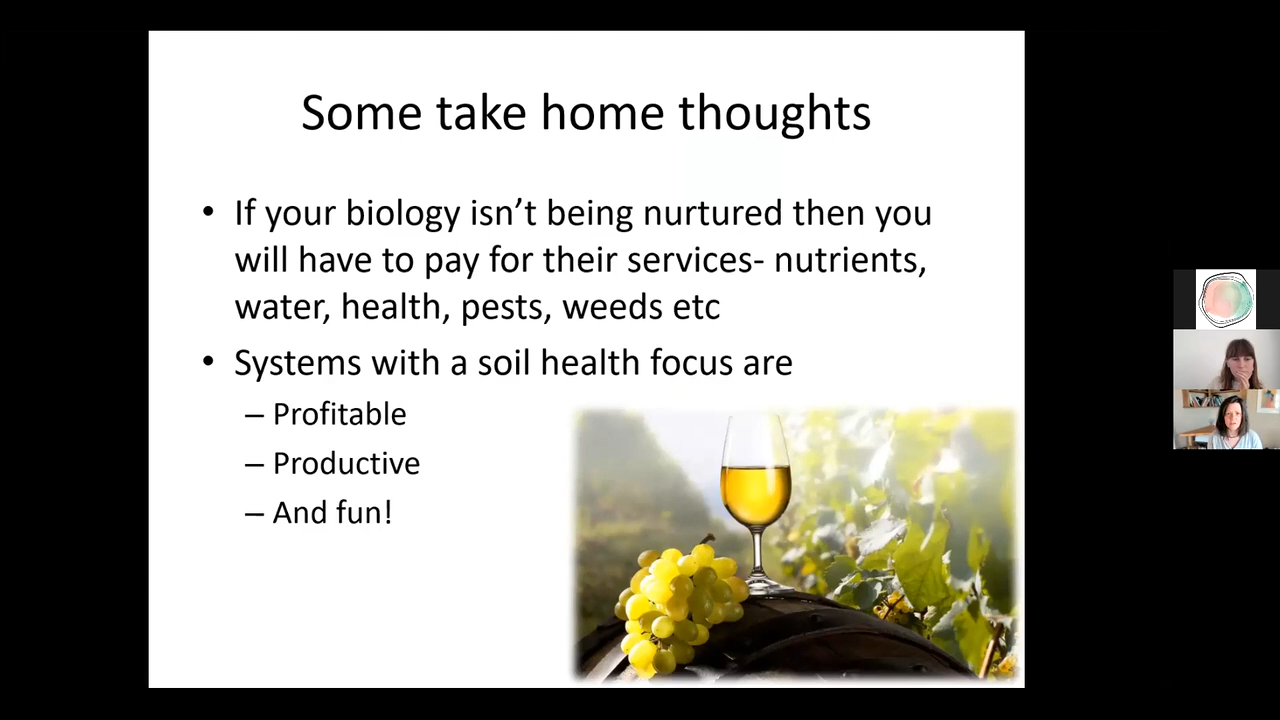 Some take home thoughts
• If your biology isn’t being nurtured then you
will have to pay for their services- nutrients,
water, health, pests, weeds etc
• Systems with a soil health focus are
– Profitable
– Productive
– And fun!